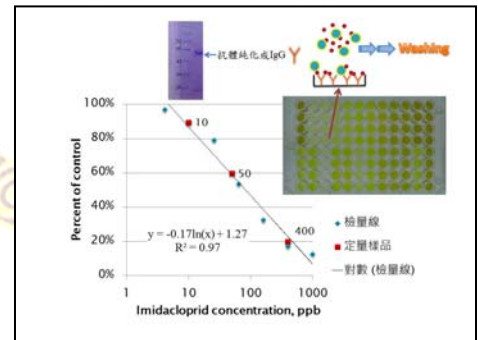 抗體純化成IgG
Washing
100%
80%
60%
40%
20%
0%
Percent of control
10
50
400
y = -0.17ln(x) + 1.27
R² = 0.97
檢量線
定量樣品
對數 (檢量線)
1
10
100
1000
Imidacloprid concentration, ppb